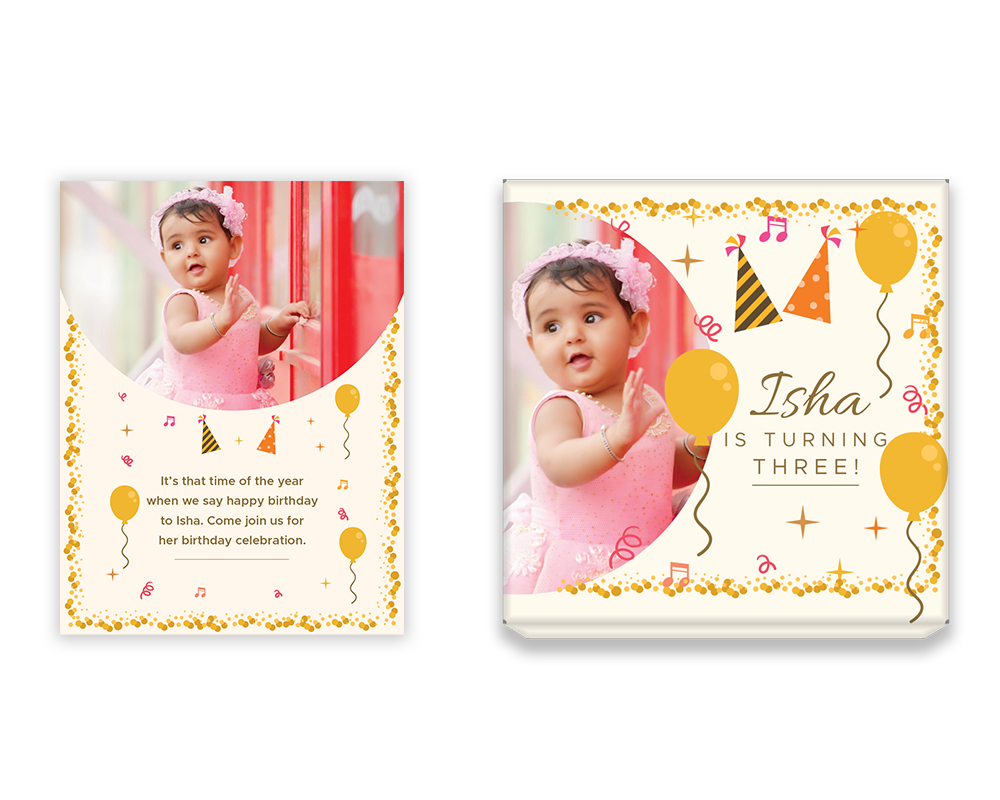 It's that time of the year
when we say happy birthday
to Isha. Come join us for
her birthday celebration.
Isha
IS TURNING
THREE!